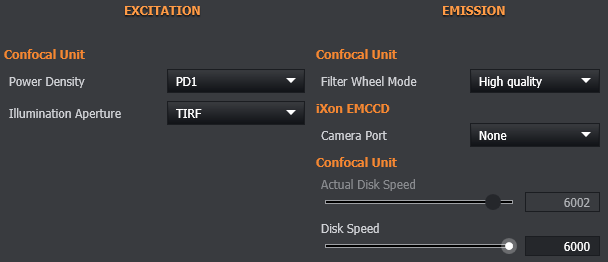 EXCITATION
Confocal Unit
Power Density PD1
Illumination Aperture TIRF
EMISSION
Confocal Unit
Filter Wheel Mode High quality
iXon EMCCD
Camera Port None
Confocal Unit
Actual Disk Speed
6002
Disk Speed
6000